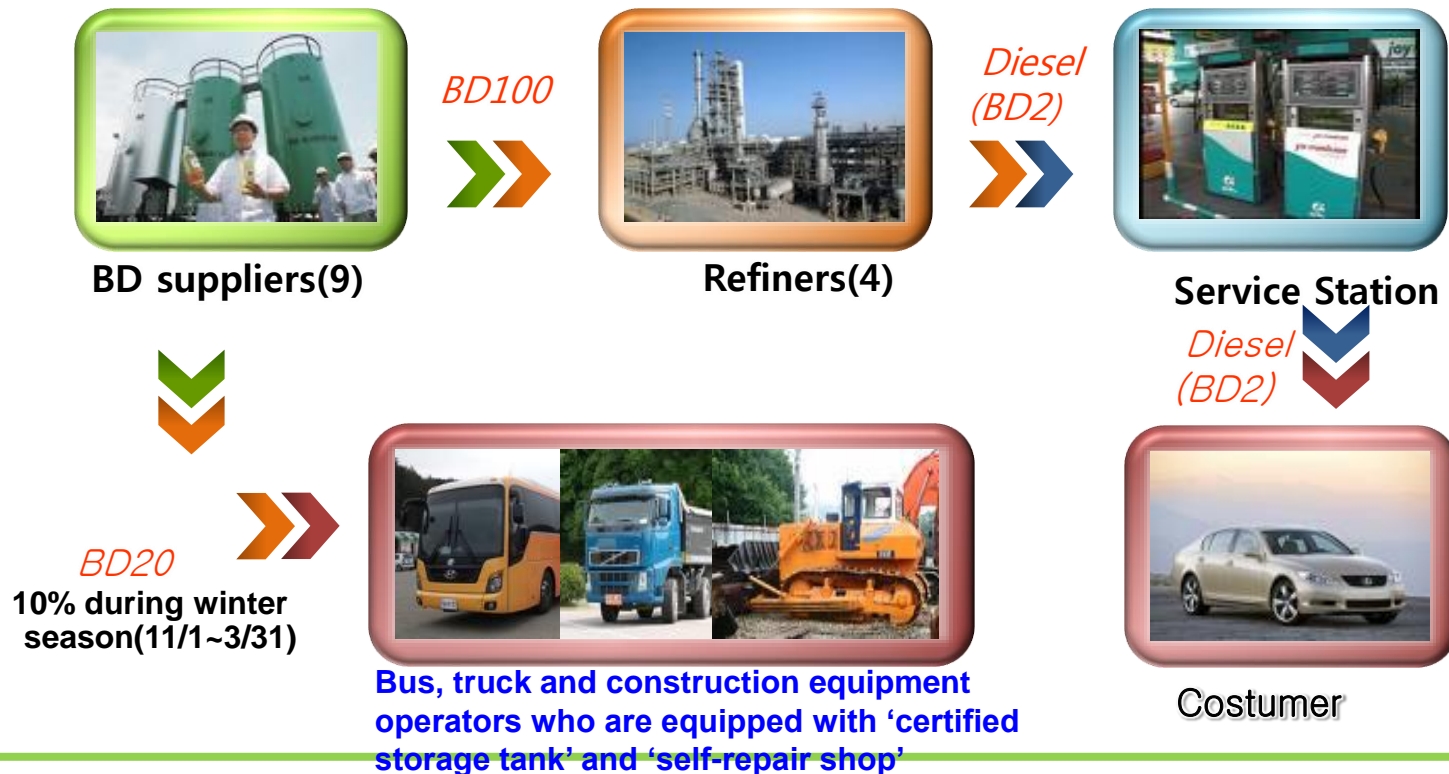 BD100
Diesel
(BD2)
BD suppliers(9)
Refiners(4)
Service Station
Diesel
(BD2)
BD20
10% during winter
season(11/1~3/31)
Bus, truck and construction equipment
operators who are equipped with ‘certified
storage tank’ and ‘self-repair shop’
Costumer